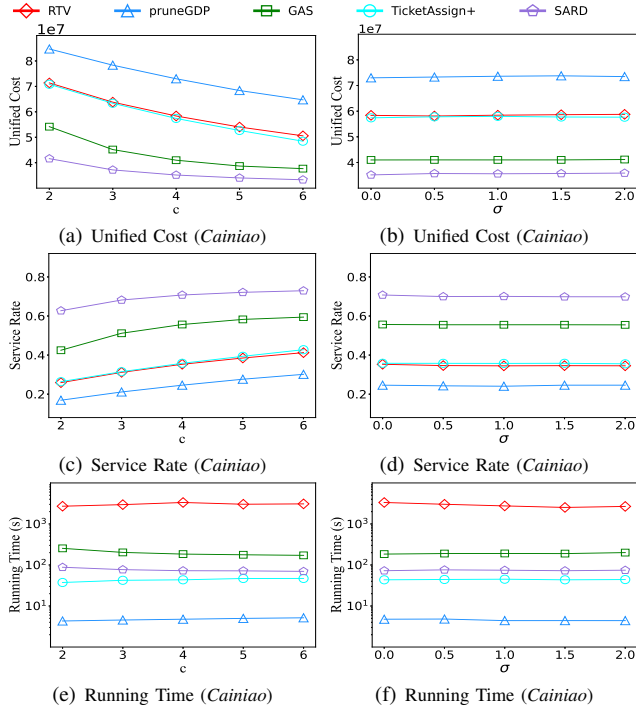 RTV pruneGDP GAS TicketAssign+ SARD
1e7 1e7
Unified Cost 8 7 6 5 4 2 3 4 5 6 c
Unified Cost 8 7 6 5 4 0.0 0.5 1.0 1.5 2.0 σ
(a) Unified Cost (Cainiao) (b) Unified Cost (Cainiao)
Service Rate 0.8 0.6 0.4 0.2 2 3 4 5 6 c
Service Rate 0.8 0.6 0.4 0.2 0.0 0.5 1.0 1.5 2.0 σ
(c) Service Rate (Cainiao) (d) Service Rate (Cainiao)
Running Time (s) 10³ 10² 10¹ 2 3 4 5 6 c
Running Time (s) 10³ 10² 10¹ 0.0 0.5 1.0 1.5 2.0 σ
(e) Running Time (Cainiao) (f) Running Time (Cainiao)